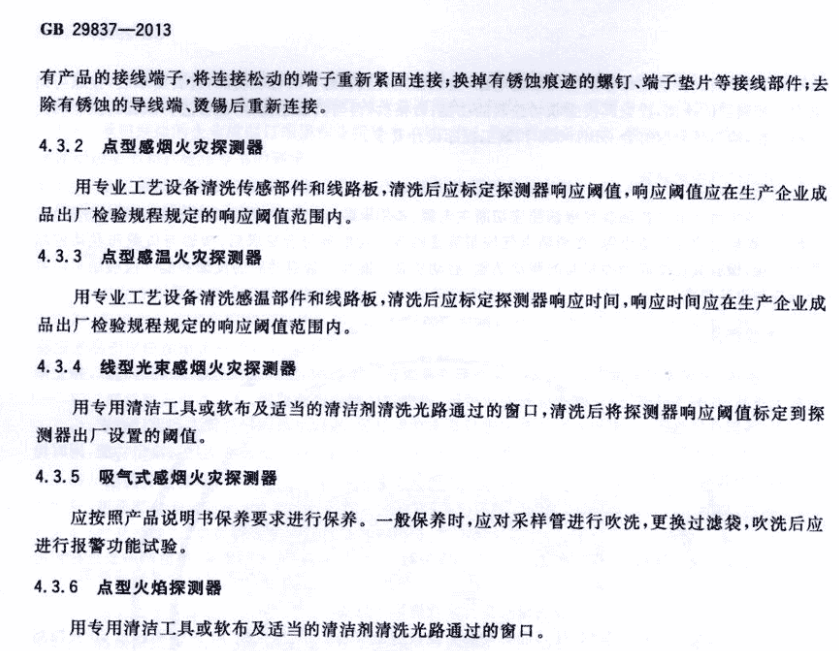 GB 29837—2013
有产品的接线端子,将连接松动的端子重新紧固连接;换掉有锈蚀痕迹的螺钉、端子垫片等接线部件;去
除有锈蚀的导线端、烫锡后重新连接。
4.3.2 点型感烟火灾探测器
用专业工艺设备清洗传感部件和线路板,清洗后应标定探测器响应阈值,响应阈值应在生产企业成
品出厂检验规程规定的响应阈值范围内。
4.3.3 点型感温火灾探测器
用专业工艺设备清洗感温部件和线路板,清洗后应标定探测器响应时间,响应时间应在生产企业成
品出厂检验规程规定的响应阈值范围内。
4.3.4 线型光束感烟火灾探测器
用专用清洁工具或软布及适当的清洁剂清洗光路通过的窗口,清洗后将探测器响应阈值标定到探
测器出厂设置的阈值。
4.3.5 吸气式感烟火灾探测器
应按照产品说明书保养要求进行保养。一般保养时,应对采样管进行吹洗,更换过滤袋,吹洗后应
进行报警功能试验。
4.3.6 点型火焰探测器
用专用清洁工具或软布及适当的清洁剂清洗光路通过的窗口。